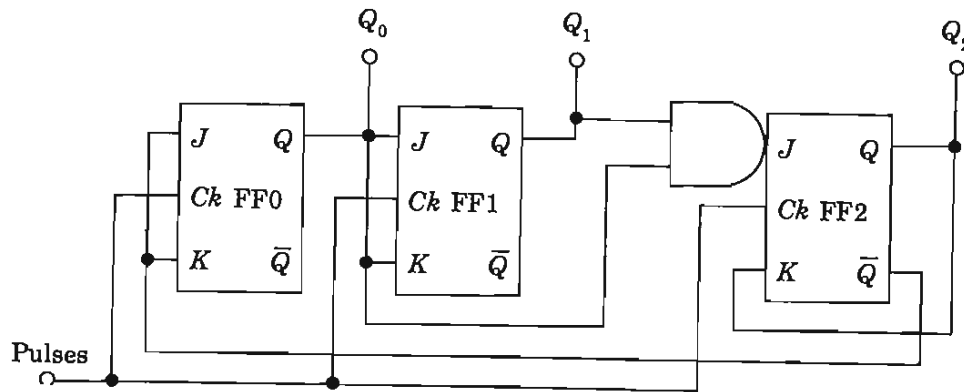 Q₀
Q₁
Q₂
J Q
Ck FF0
K Q̅
J Q
Ck FF1
K Q̅
J Q
Ck FF2
K Q̅
Pulses